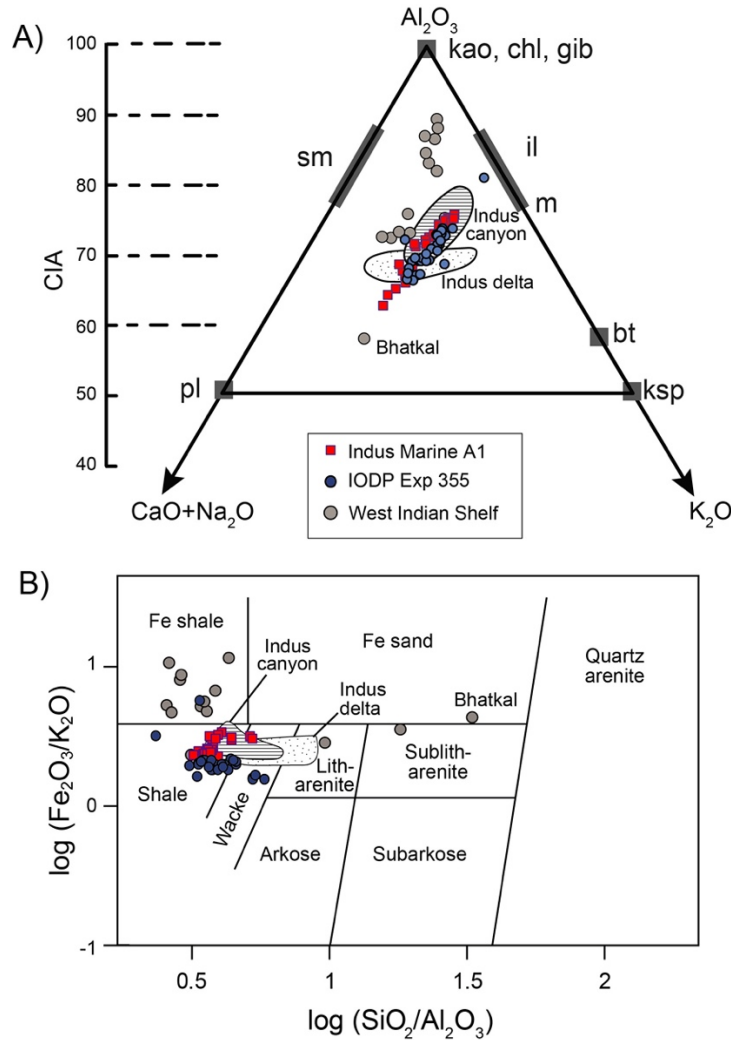 A)
Al₂O₃
kao, chl, gib
100
90
80
70
60
50
40
CIA
sm
il
m
Indus
canyon
Indus delta
Bhatkal
bt
pl
ksp
CaO+Na₂O
K₂O
Indus Marine A1
IODP Exp 355
West Indian Shelf
B)
Fe shale
Indus
canyon
Fe sand
Indus
delta
Bhatkal
Quartz
arenite
Shale
Wacke
Lith-
arenite
Sublith-
arenite
Arkose
Subarkose
1
0
-1
log (Fe₂O₃/K₂O)
0.5
1
1.5
2
log (SiO₂/Al₂O₃)